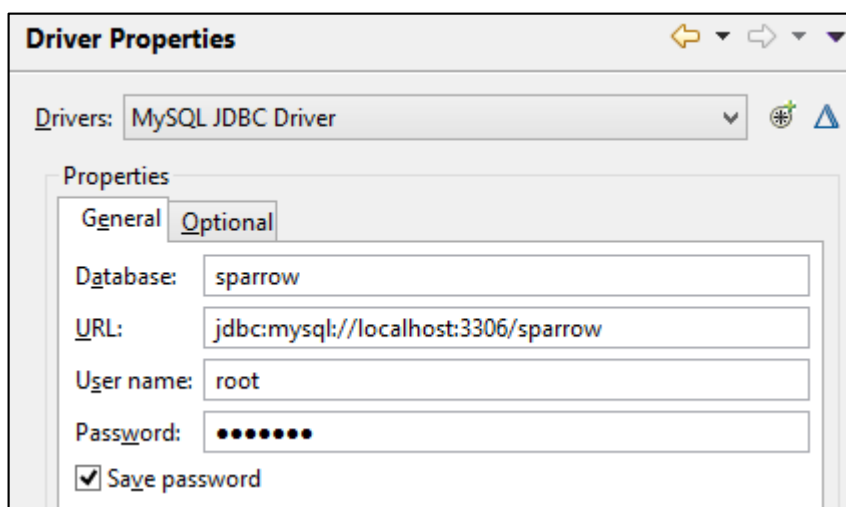 Driver Properties
Drivers: MySQL JDBC Driver
Properties
General Optional
Database: sparrow
URL: jdbc:mysql://localhost:3306/sparrow
User name: root
Password: ●●●●●●●
Save password